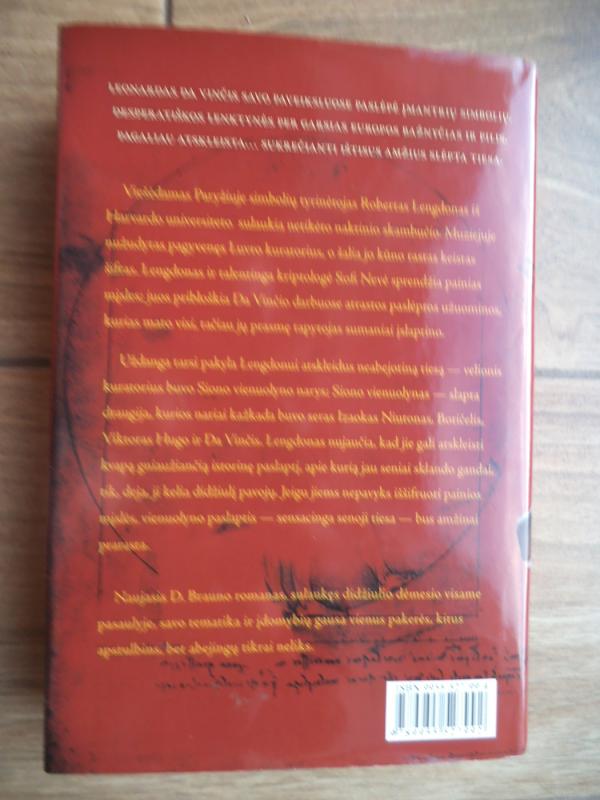 LEONARDAS DA VINČIS SAVO PAVEIKSLUOSE PASLĖPĖ ĮMANTRIŲ SIMBOLIŲ.
DESPERATIŠKOS LENKTYNĖS PER GARSIAS EUROPOS BAŽNYČIAS IR PILIS.
PAGALIAU ATSKLEISTA... SUKREČIANTI IŠTISUS AMŽIUS SLĖPTA TIESA.
Viešėdamas Paryžiuje simbolių tyrinėtojas Robertas Lengdonas iš
Harvardo universiteto sulaukia netikėto naktinio skambučio. Muziejuje
nužudytas pagyvenęs Luvro kuratorius, o šalia jo kūno rastas keistas
šifras. Lengdonas ir talentinga kriptologė Sofi Nevė sprendžia painias
mįsles; juos pribloškia Da Vinčio darbuose atrastos paslėptos užuominos,
kurias mato visi, tačiau jų prasmę tapytojas sumaniai įslaptino.
Uždanga tarsi pakyla Lengdonui atskleidus neabejotiną tiesą — velionis
kuratorius buvo Siono vienuolyno narys; Siono vienuolynas — slapta
draugija, kurios nariai kažkada buvo seras Izaokas Niutonas, Botičelis,
Viktoras Hugo ir Da Vinčis. Lengdonas nujaučia, kad jie gali atskleisti
kvapą gniaužiančią istorinę paslaptį, apie kurią jau seniai sklando gandai,
tik, deja, ji kelia didžiulį pavojų. Jeigu jiems nepavyks iššifruoti painios
mįslės, vienuolyno paslaptis — sensacinga senoji tiesa — bus amžinai
prarasta.
Naujasis D. Brauno romanas, sulaukęs didžiulio dėmesio visame
pasaulyje, savo tematika ir įdomybių gausa vienus pakerės, kitus
apstulbins, bet abejingų tikrai neliks.